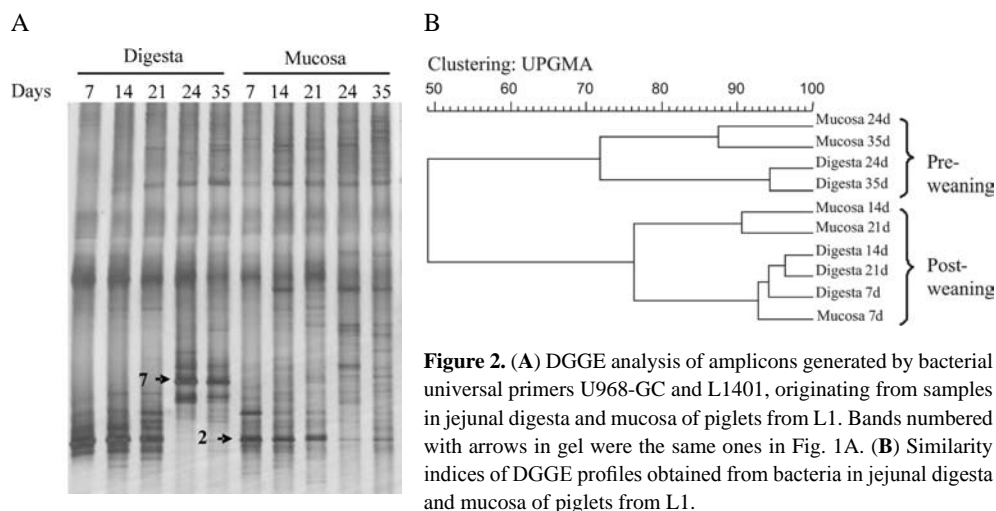 A
Digesta Mucosa
Days 7 14 21 24 35 7 14 21 24 35
7
2
B
Clustering: UPGMA
50 60 70 80 90 100
Mucosa 24d
Mucosa 35d
Digesta 24d
Digesta 35d
Pre-
weaning
Mucosa 14d
Mucosa 21d
Digesta 14d
Digesta 21d
Digesta 7d
Mucosa 7d
Post-
weaning
Figure 2. (A) DGGE analysis of amplicons generated by bacterial
universal primers U968-GC and L1401, originating from samples
in jejunal digesta and mucosa of piglets from L1. Bands numbered
with arrows in gel were the same ones in Fig. 1A. (B) Similarity
indices of DGGE profiles obtained from bacteria in jejunal digesta
and mucosa of piglets from L1.